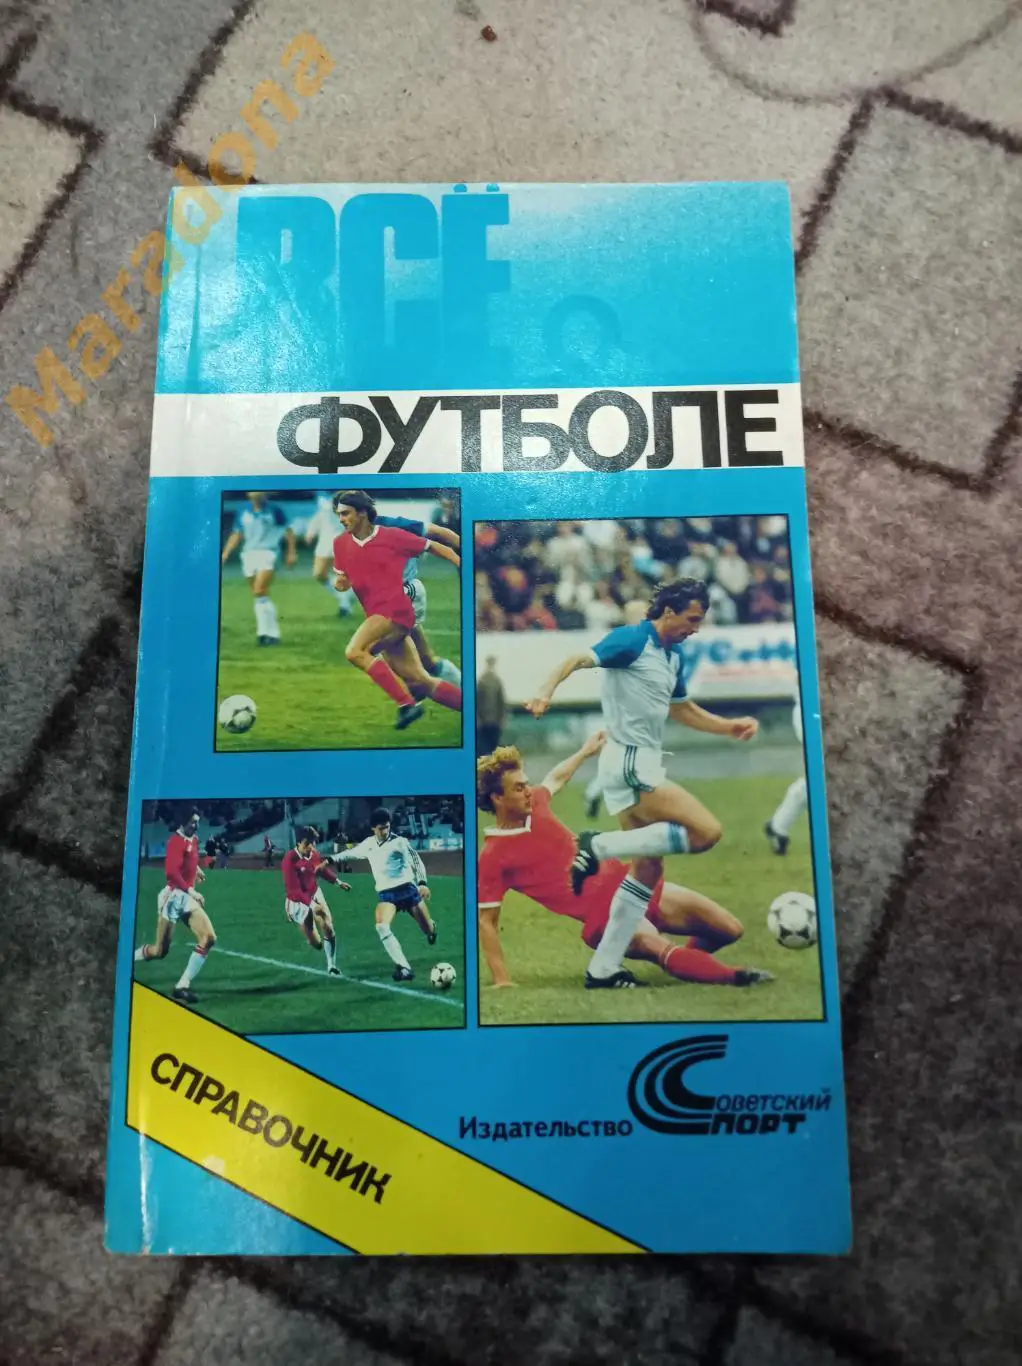 Maradona
ВСЁ
О
ФУТБОЛЕ
СПРАВОЧНИК
Издательство
Советский
Спорт